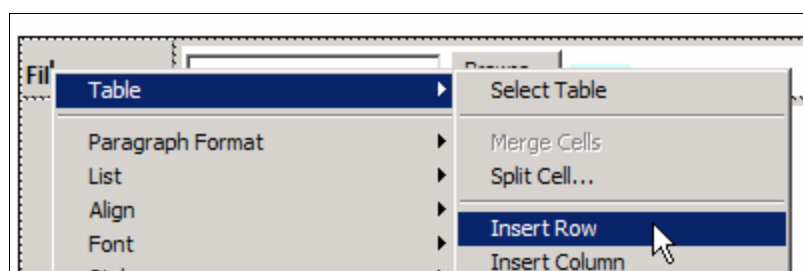 Fil
Table
Select Table
Paragraph Format
Merge Cells
List
Split Cell...
Align
Insert Row
Font
Insert Column